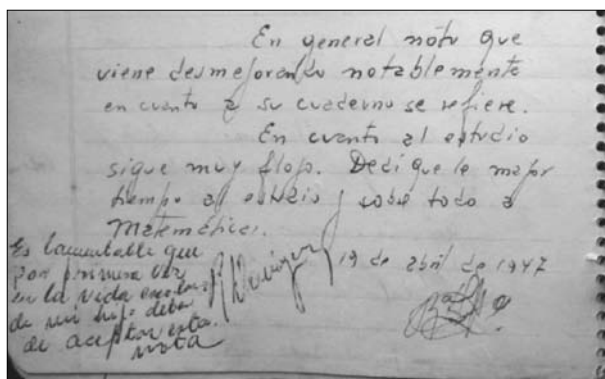 En general noto que
viene desmejorando notablemente
en cuanto a su cuaderno se refiere.
En cuanto al estudio
sigue muy flojo. Dedíquele mayor
tiempo al estudio y sobre todo a
Matemáticas.
19 de abril de 1947
Es lamentable que
por primera vez
en la vida escolar
de mi hijo deba
de aceptar esta
nota